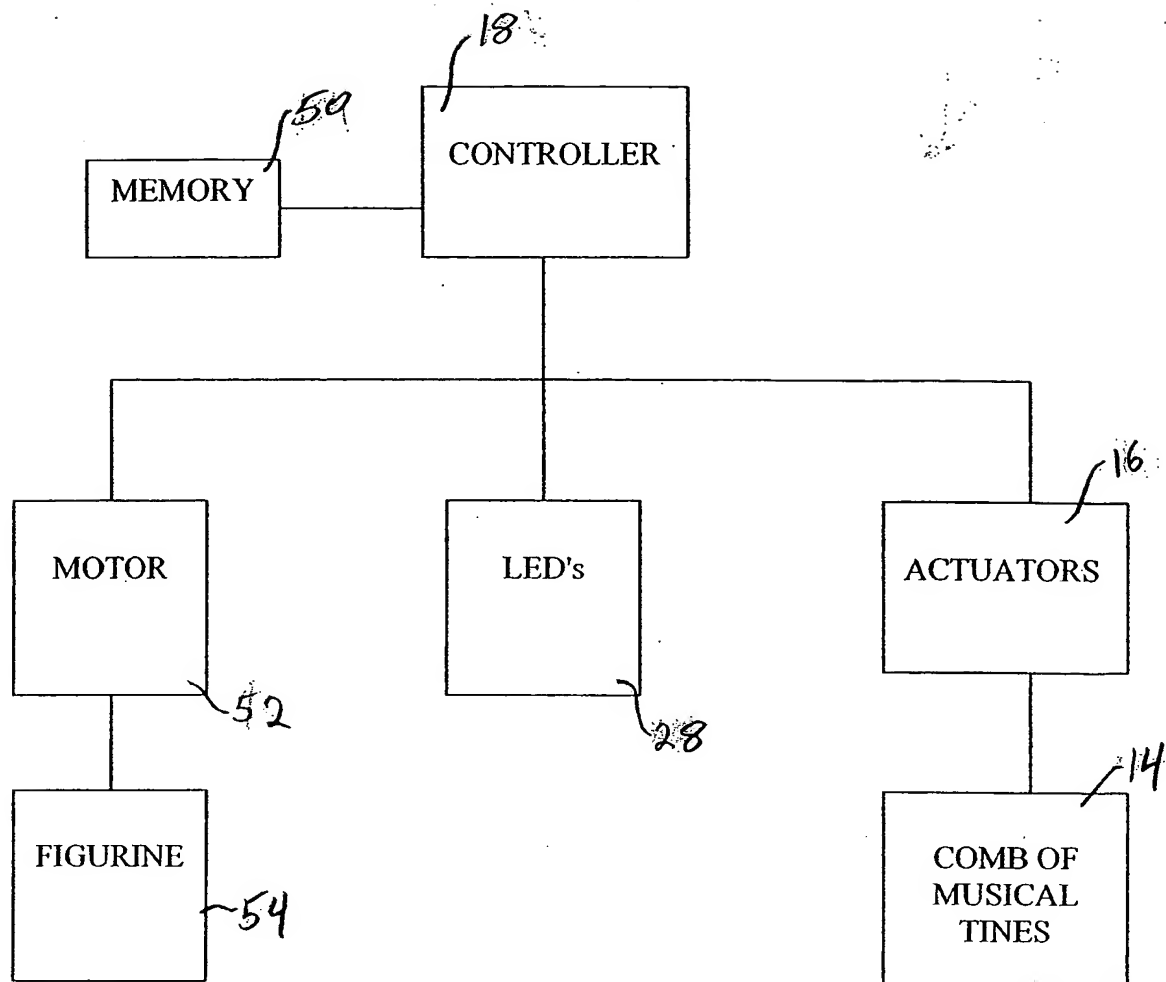 18
50
CONTROLLER
MEMORY
16
MOTOR
LED's
ACTUATORS
52
28
14
FIGURINE
COMB OF
MUSICAL
TINES
54